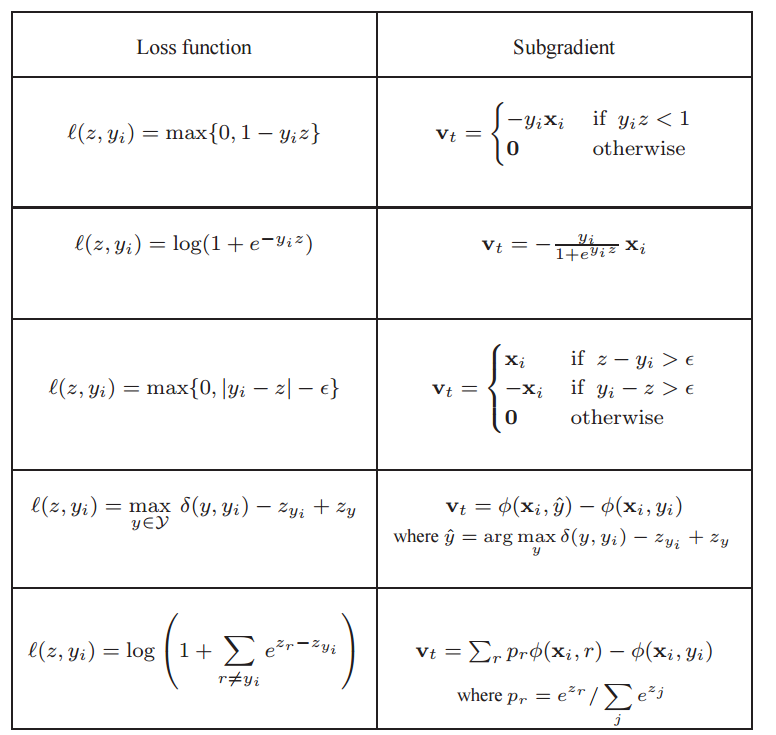 Loss function
Subgradient
ℓ(z, y_i) = max{0, 1 − y_i z}
v_t = { −y_i x_i if y_i z < 1
0 otherwise
ℓ(z, y_i) = log(1 + e^{−y_i z})
v_t = − \frac{y_i}{1+e^{y_i z}} x_i
ℓ(z, y_i) = max{0, |y_i − z| − ϵ}
v_t = { x_i if z − y_i > ϵ
−x_i if y_i − z > ϵ
0 otherwise
ℓ(z, y_i) = max_{y∈𝒴} δ(y, y_i) − z_{y_i} + z_y
v_t = ϕ(x_i, ŷ) − ϕ(x_i, y_i)
where ŷ = arg max_y δ(y, y_i) − z_{y_i} + z_y
ℓ(z, y_i) = log (1 + ∑_{r≠y_i} e^{z_r − z_{y_i}})
v_t = ∑_r p_r ϕ(x_i, r) − ϕ(x_i, y_i)
where p_r = e^{z_r} / ∑_j e^{z_j}